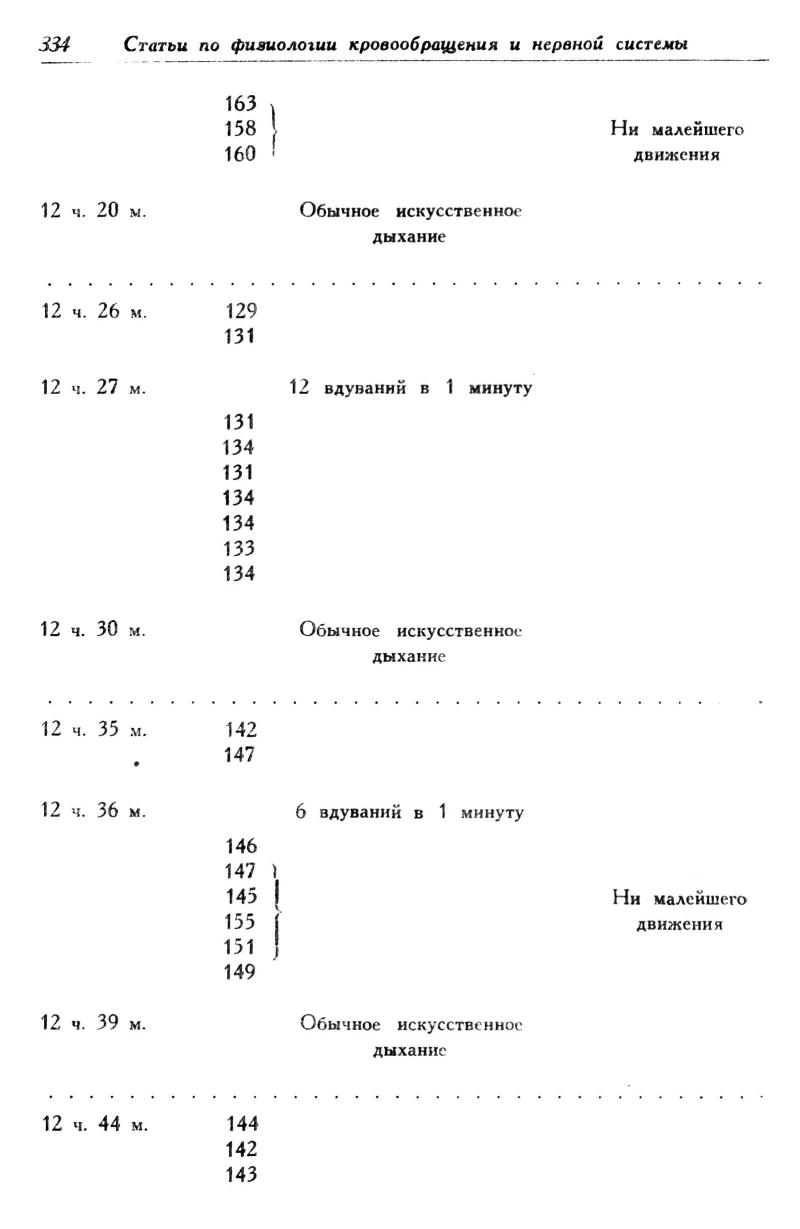 334 Статьи по физиологии кровообращения и нервной системы
163
158 Ни малейшего
160 движения
12 ч. 20 м. Обычное искусственное
дыхание
12 ч. 26 м. 129
131
12 ч. 27 м. 12 вдуваний в 1 минуту
131
134
131
134
134
133
134
12 ч. 30 м. Обычное искусственное
дыхание
12 ч. 35 м. 142
147
12 ч. 36 м. 6 вдуваний в 1 минуту
146
147
145 Ни малейшего
155 движения
151
149
12 ч. 39 м. Обычное искусственное
дыхание
12 ч. 44 м. 144
142
143